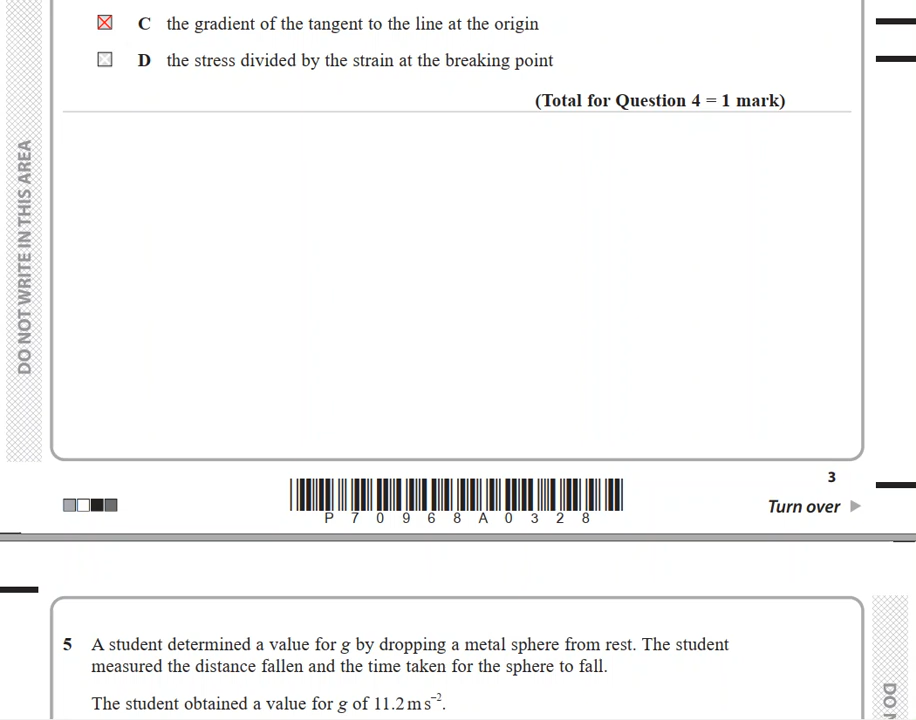 C the gradient of the tangent to the line at the origin
D the stress divided by the strain at the breaking point
(Total for Question 4 = 1 mark)
DO NOT WRITE IN THIS AREA
3
P 7 0 9 6 8 A 0 3 2 8
Turn over
5 A student determined a value for g by dropping a metal sphere from rest. The student
measured the distance fallen and the time taken for the sphere to fall.
The student obtained a value for g of 11.2 m s⁻².
DO N